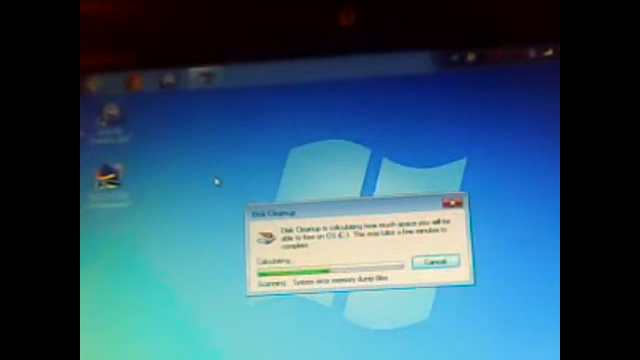 Disk Cleanup
Disk Cleanup is calculating how much space you will be
able to free on OS (C:). This may take a few minutes to
complete.
Calculating...
Cancel
Scanning: System error memory dump files